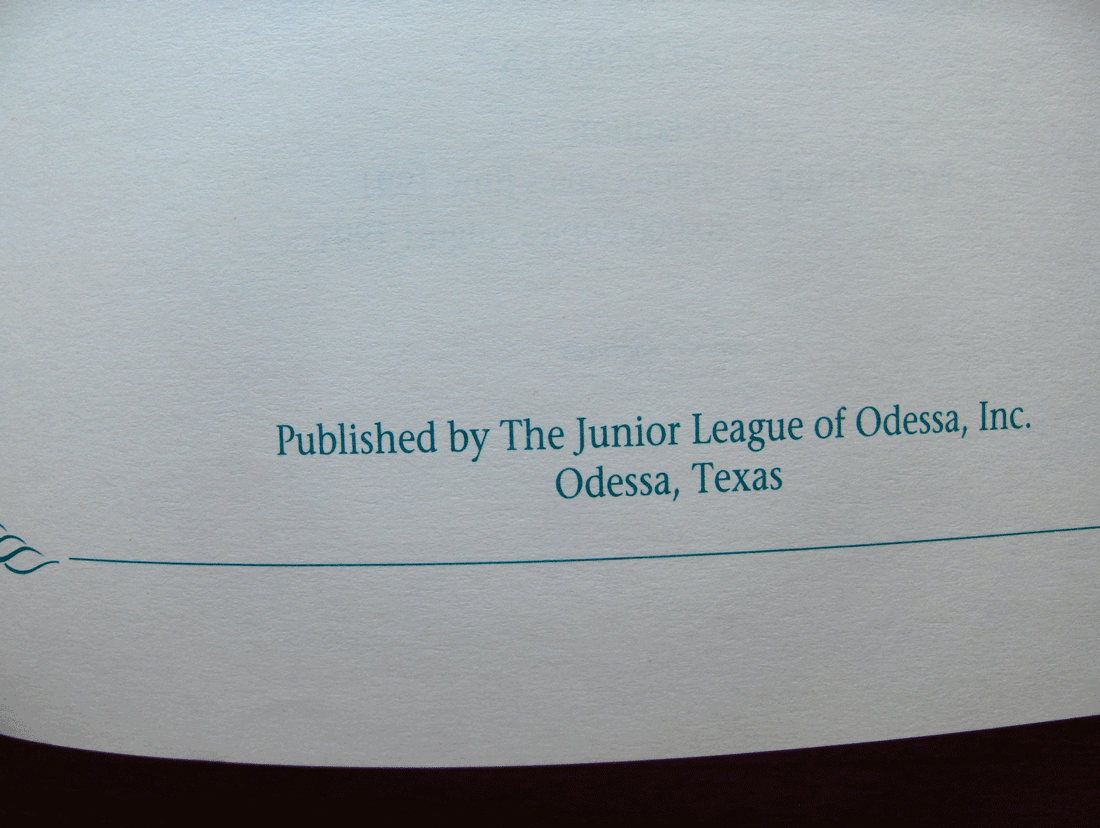 Published by The Junior League of Odessa, Inc.
Odessa, Texas